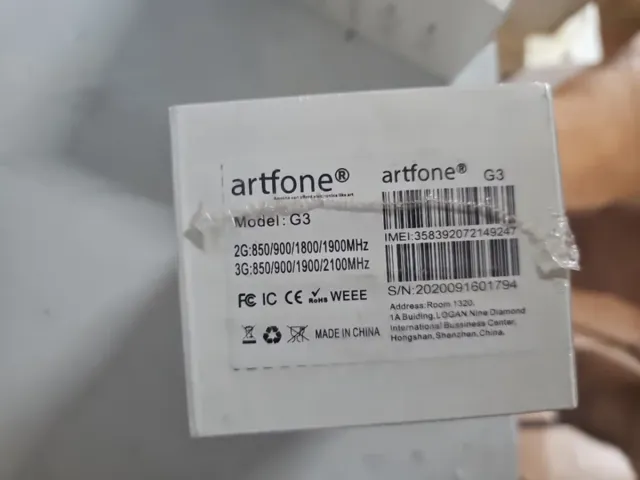 artfone®
Model: G3
2G:850/900/1800/1900MHz
3G:850/900/1900/2100MHz
FC IC CE RoHS WEEE
MADE IN CHINA
artfone® G3
IMEI:358392072149247
S/N:2020091601794
Address: Room 1320.
1A Buiding, LOGAN Nine Diamond
International Bussiness Center,
Hongshan, Shenzhen, China.